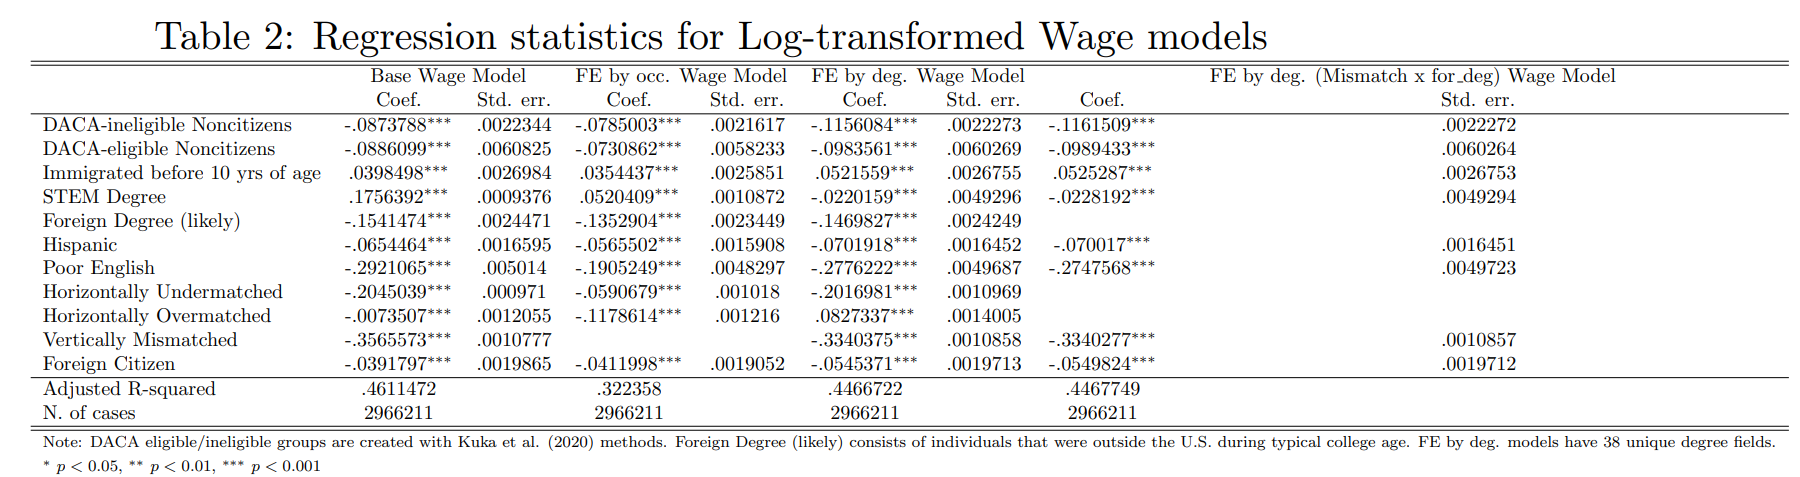 Table 2: Regression statistics for Log-transformed Wage models
Base Wage Model FE by occ. Wage Model FE by deg. Wage Model FE by deg. (Mismatch x for_deg) Wage Model
Coef. Std. err. Coef. Std. err. Coef. Std. err. Coef. Std. err.
DACA-ineligible Noncitizens -.0873788*** .0022344 -.0785003*** .0021617 -.1156084*** .0022273 -.1161509*** .0022272
DACA-eligible Noncitizens -.0886099*** .0060825 -.0730862*** .0058233 -.0983561*** .0060269 -.0989433*** .0060264
Immigrated before 10 yrs of age .0398498*** .0026984 .0354437*** .0025851 .0521559*** .0026755 .0525287*** .0026753
STEM Degree .1756392*** .0009376 .0520409*** .0010872 -.0220159*** .0049296 -.0228192*** .0049294
Foreign Degree (likely) -.1541474*** .0024471 -.1352904*** .0023449 -.1469827*** .0024249
Hispanic -.0654464*** .0016595 -.0565502*** .0015908 -.0701918*** .0016452 -.070017*** .0016451
Poor English -.2921065*** .005014 -.1905249*** .0048297 -.2776222*** .0049687 -.2747568*** .0049723
Horizontally Undermatched -.2045039*** .000971 -.0590679*** .001018 -.2016981*** .0010969
Horizontally Overmatched -.0073507*** .0012055 -.1178614*** .001216 .0827337*** .0014005
Vertically Mismatched -.3565573*** .0010777 -.3340375*** .0010858 -.3340277*** .0010857
Foreign Citizen -.0391797*** .0019865 -.0411998*** .0019052 -.0545371*** .0019713 -.0549824*** .0019712
Adjusted R-squared .4611472 .322358 .4466722 .4467749
N. of cases 2966211 2966211 2966211 2966211
Note: DACA eligible/ineligible groups are created with Kuka et al. (2020) methods. Foreign Degree (likely) consists of individuals that were outside the U.S. during typical college age. FE by deg. models have 38 unique degree fields.
* p < 0.05, ** p < 0.01, *** p < 0.001